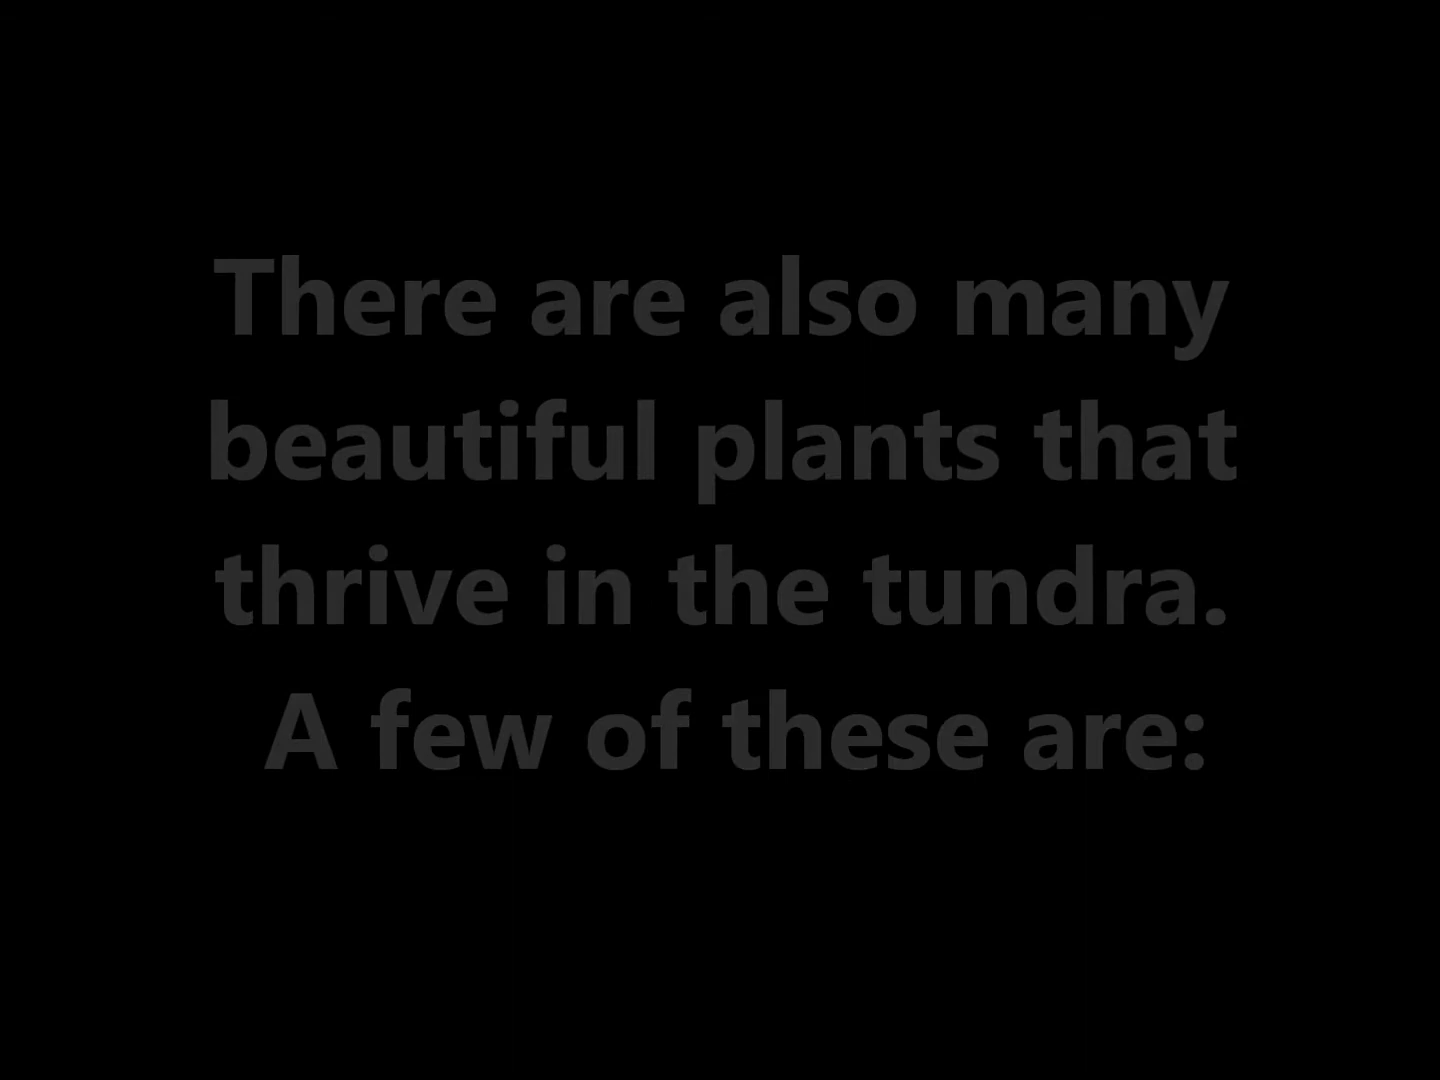 There are also many
beautiful plants that
thrive in the tundra.
A few of these are: